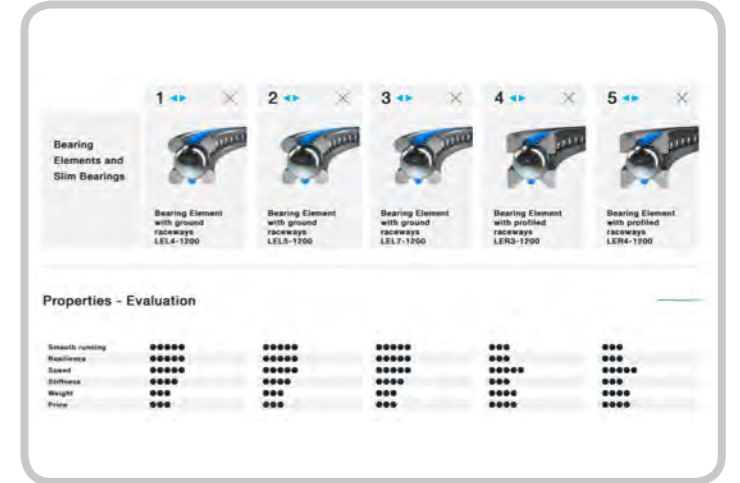 1
2
3
4
5
Bearing
Elements and
Slim Bearings
Bearing Element
with ground
raceways
LEL4-1200
Bearing Element
with ground
raceways
LEL5-1200
Bearing Element
with ground
raceways
LEL7-1200
Bearing Element
with profiled
raceways
LER3-1200
Bearing Element
with profiled
raceways
LER4-1200
Properties - Evaluation
Smooth running
Resilience
Speed
Stiffness
Weight
Price